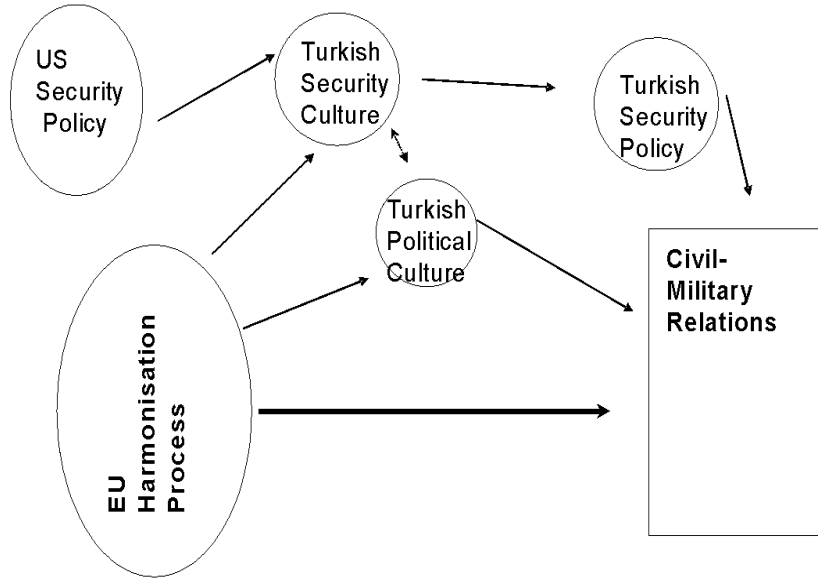 US
Security
Policy
Turkish
Security
Culture
Turkish
Security
Policy
Turkish
Political
Culture
Civil-
Military
Relations
EU
Harmonisation
Process